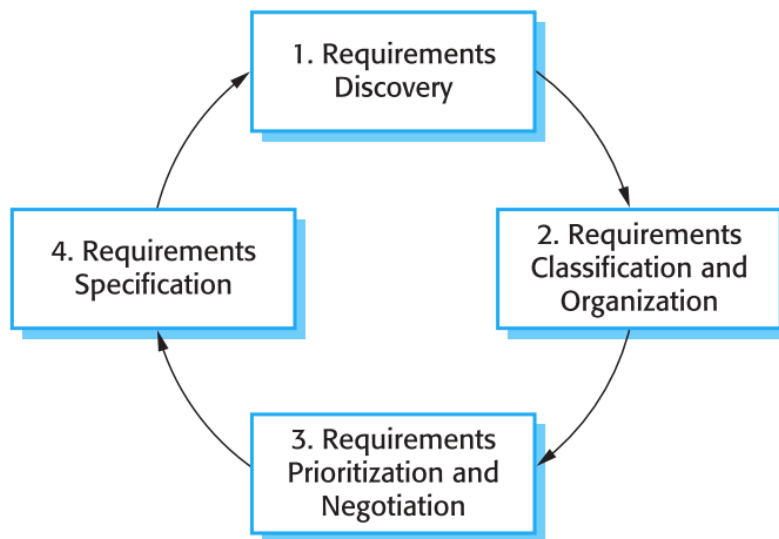 1. Requirements
Discovery
2. Requirements
Classification and
Organization
3. Requirements
Prioritization and
Negotiation
4. Requirements
Specification